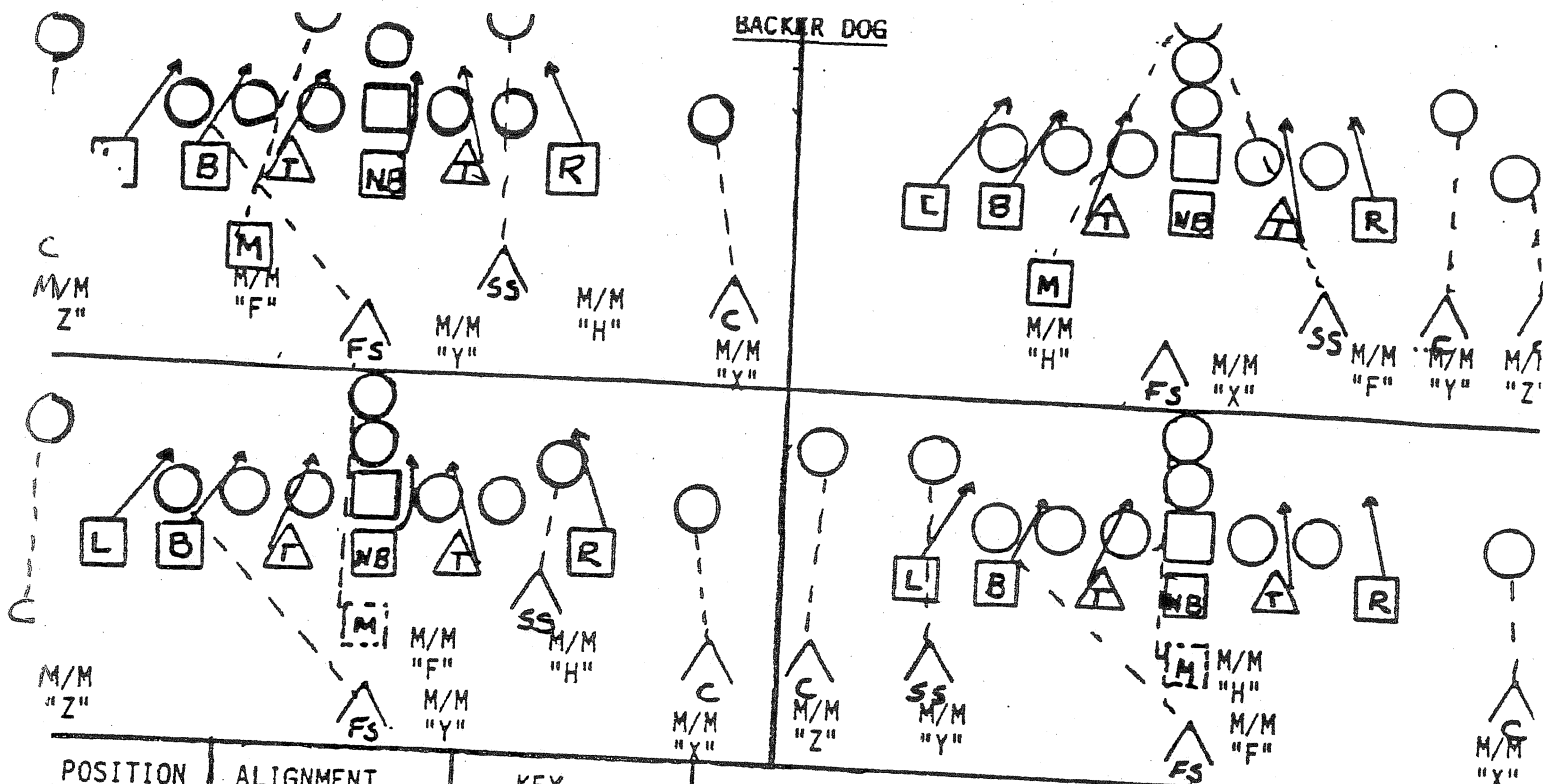 BACKER DOG
B T NB T R
M
C
M/M
"Z"
M/M
"F"
FS
M/M
"Y"
SS
M/M
"H"
C
M/M
"X"
L B T NB T R
M
M/M
"H"
FS
M/M
"X"
SS
M/M
"F"
M/M
"Y"
L B T NB T R
C
M
M/M
"F"
SS
M/M
"H"
M/M
"Z"
FS
M/M
"Y"
C
M/M
"X"
L B T NB T R
C
M/M
"Z"
SS
M/M
"Y"
M
M/M
"H"
FS
M/M
"F"
C
M/M
"X"
POSITION ALIGNMENT KEY